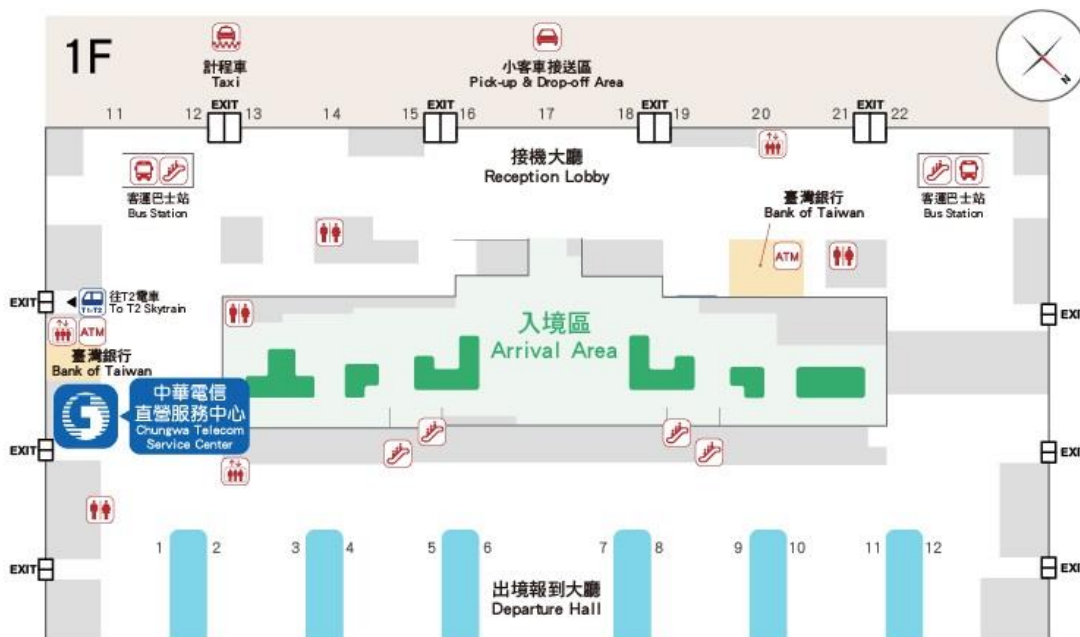 1F
計程車
Taxi
小客車接送區
Pick-up & Drop-off Area
N
11
12
EXIT
13
14
15
EXIT
16
17
18
EXIT
19
20
21
EXIT
22
接機大廳
Reception Lobby
客運巴士站
Bus Station
臺灣銀行
Bank of Taiwan
客運巴士站
Bus Station
ATM
EXIT
T1·T2
往T2電車
To T2 Skytrain
EXIT
ATM
臺灣銀行
Bank of Taiwan
入境區
Arrival Area
中華電信
直營服務中心
Chungwa Telecom
Service Center
EXIT
EXIT
1
2
3
4
5
6
7
8
9
10
11
12
EXIT
EXIT
出境報到大廳
Departure Hall